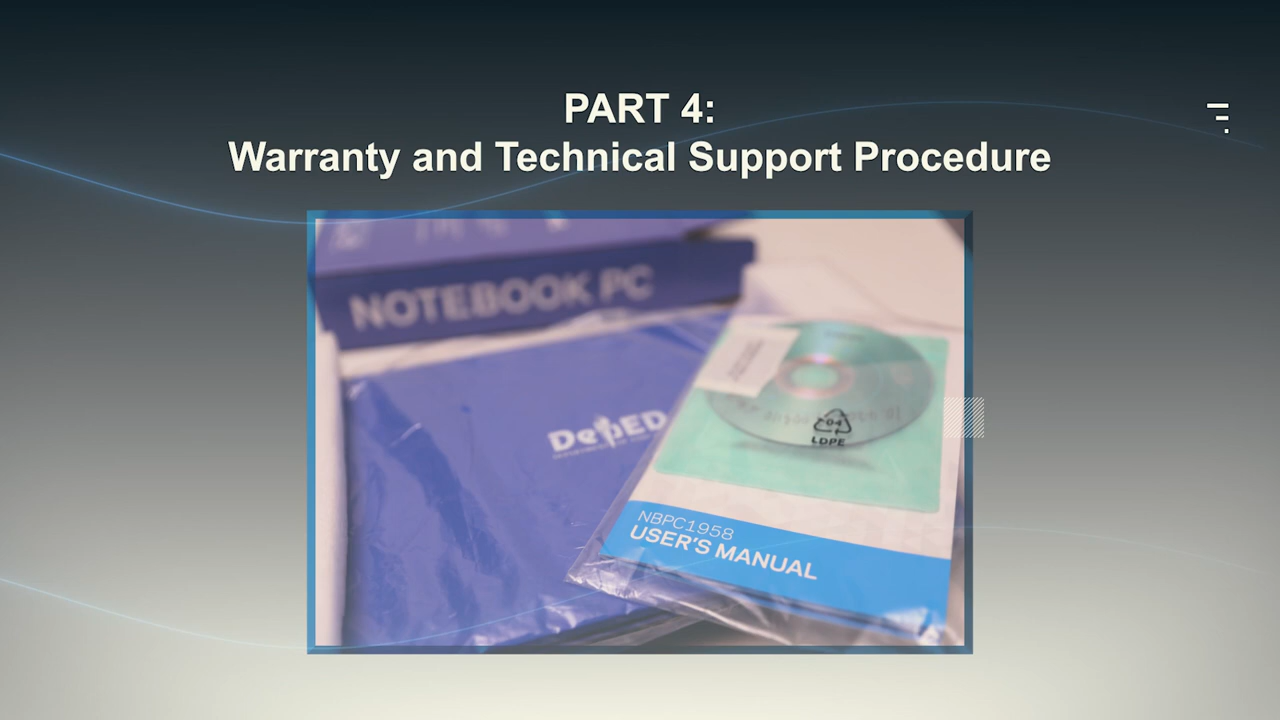 PART 4:
Warranty and Technical Support Procedure
NOTEBOOK PC
DepED
04
LDPE
NBPC1958
USER'S MANUAL